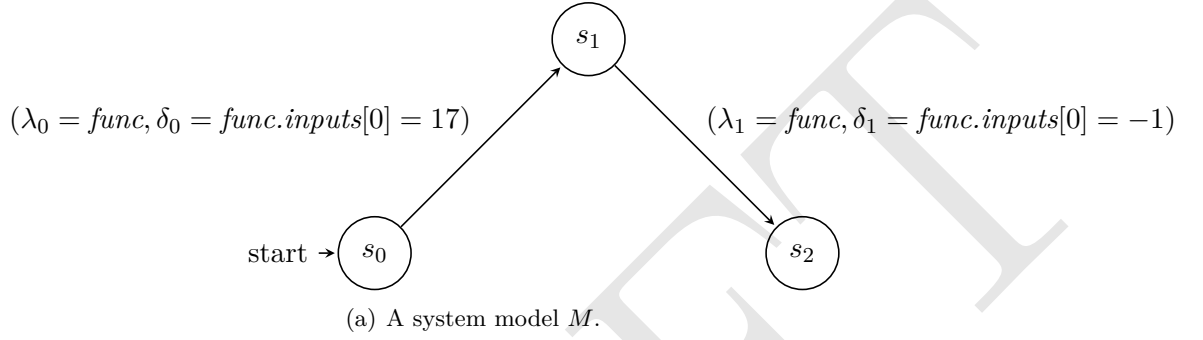 s₁
(λ₀ = func, δ₀ = func.inputs[0] = 17)
(λ₁ = func, δ₁ = func.inputs[0] = −1)
start
s₀
s₂
(a) A system model M.